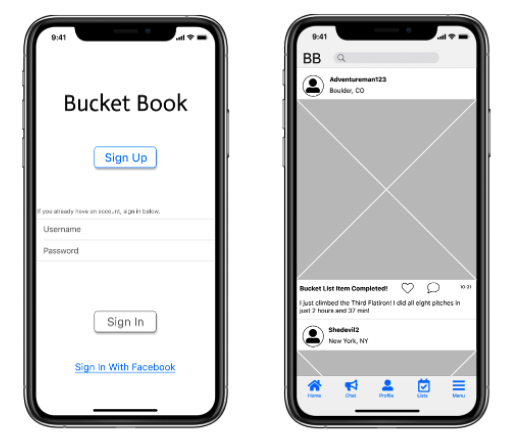 9:41
Bucket Book
Sign Up
If you already have an account, sign in below.
Username
Password
Sign In
Sign In With Facebook
9:41
BB
Adventureman123
Boulder, CO
Bucket List Item Completed!
10:21
I just climbed the Third Flatiron! I did all eight pitches in
just 2 hours and 37 min!
Shedevil2
New York, NY
Home
Chat
Profile
Lists
Menu